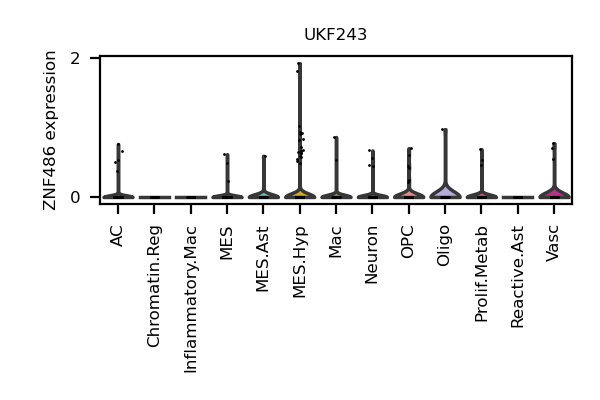 UKF243
ZNF486 expression
2
0
AC
Chromatin.Reg
Inflammatory.Mac
MES
MES.Ast
MES.Hyp
Mac
Neuron
OPC
Oligo
Prolif.Metab
Reactive.Ast
Vasc